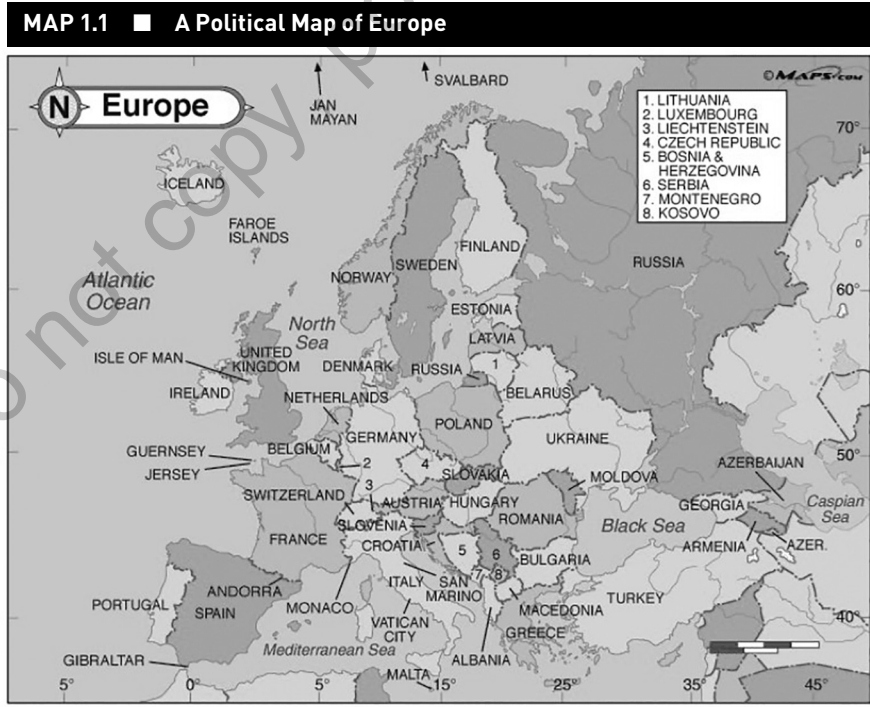 MAP 1.1 ■ A Political Map of Europe
N Europe
JAN
MAYAN
SVALBARD
©MAPS.COM
1. LITHUANIA
2. LUXEMBOURG
3. LIECHTENSTEIN
4. CZECH REPUBLIC
5. BOSNIA &
HERZEGOVINA
6. SERBIA
7. MONTENEGRO
8. KOSOVO
70°
ICELAND
FAROE
ISLANDS
FINLAND
SWEDEN
NORWAY
RUSSIA
Atlantic
Ocean
60°
ESTONIA
North
Sea
LATVIA
ISLE OF MAN
UNITED
KINGDOM
DENMARK
RUSSIA
1
IRELAND
NETHERLANDS
BELARUS
POLAND
GERMANY
UKRAINE
GUERNSEY
BELGIUM
50°
JERSEY
2
4
SLOVAKIA
AZERBAIJAN
MOLDOVA
3
SWITZERLAND
AUSTRIA
HUNGARY
GEORGIA
Caspian
Sea
ROMANIA
SLOVENIA
Black Sea
FRANCE
CROATIA
5
6
ARMENIA
AZER.
BULGARIA
7
8
ANDORRA
ITALY
SAN
MARINO
PORTUGAL
SPAIN
MONACO
TURKEY
MACEDONIA
40°
VATICAN
CITY
GREECE
Mediterranean Sea
GIBRALTAR
ALBANIA
MALTA
5°
0°
5°
15°
25°
35°
45°
o not copy, p